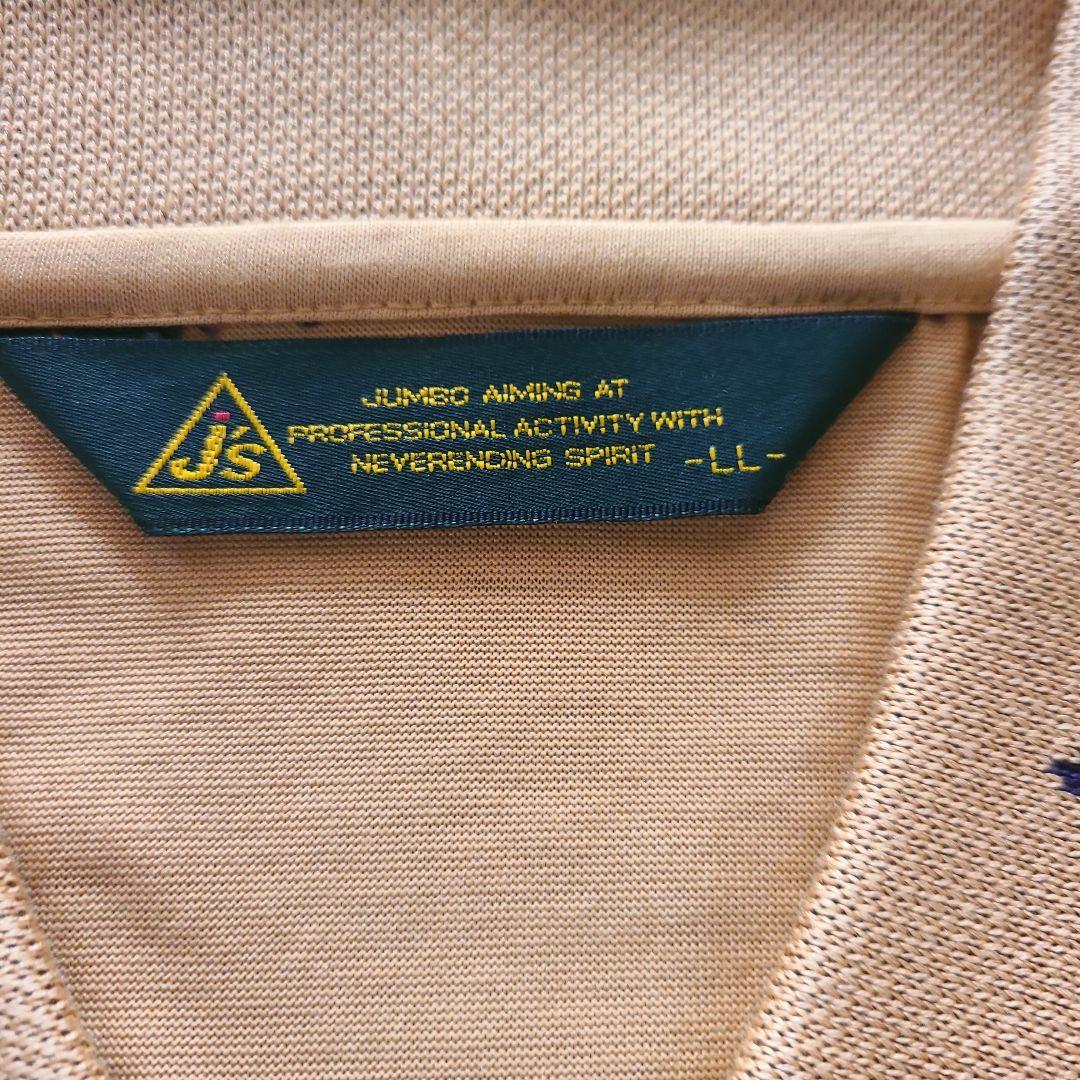 J's
JUMBO AIMING AT
PROFESSIONAL ACTIVITY WITH
NEVERENDING SPIRIT -LL-